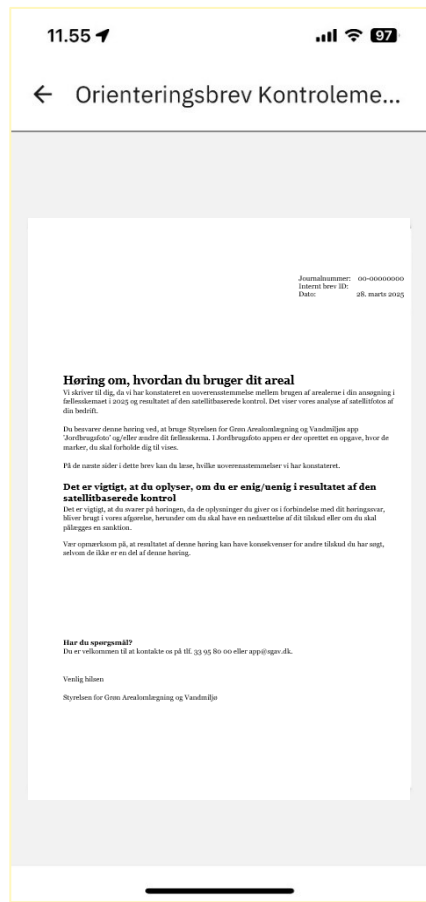 11.55
97
Orienteringsbrev Kontroleme...
Journalnummer: 00-00000000
Internt brev ID:
Dato: 28. marts 2025
Høring om, hvordan du bruger dit areal
Vi skriver til dig, da vi har konstateret en uoverensstemmelse mellem brugen af arealerne i din ansøgning i
fællesskemaet i 2025 og resultatet af den satellitbaserede kontrol. Det viser vores analyse af satellitfotos af
din bedrift.
Du besvarer denne høring ved, at bruge Styrelsen for Grøn Arealomlægning og Vandmiljøs app
'Jordbrugsfoto' og/eller ændre dit fællesskema. I Jordbrugsfoto appen er der oprettet en opgave, hvor de
marker, du skal forholde dig til vises.
På de næste sider i dette brev kan du læse, hvilke uoverensstemmelser vi har konstateret.
Det er vigtigt, at du oplyser, om du er enig/uenig i resultatet af den
satellitbaserede kontrol
Det er vigtigt, at du svarer på høringen, da de oplysninger du giver os i forbindelse med dit høringssvar,
bliver brugt i vores afgørelse, herunder om du skal have en nedsættelse af dit tilskud eller om du skal
pålægges en sanktion.
Vær opmærksom på, at resultatet af denne høring kan have konsekvenser for andre tilskud du har søgt,
selvom de ikke er en del af denne høring.
Har du spørgsmål?
Du er velkommen til at kontakte os på tlf. 33 95 80 00 eller app@sgav.dk.
Venlig hilsen
Styrelsen for Grøn Arealomlægning og Vandmiljø